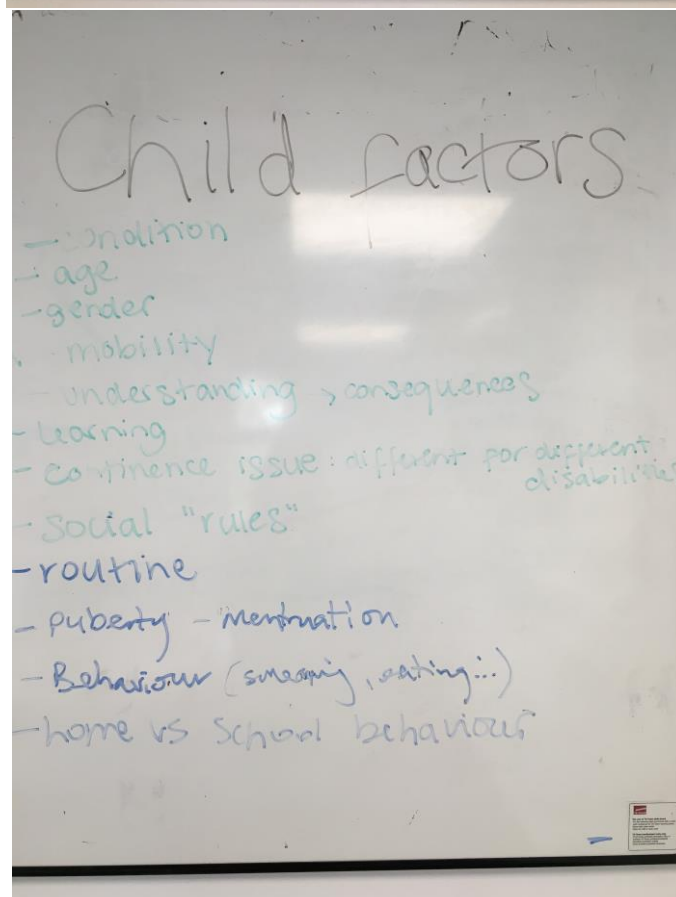 Child factors
- condition
- age
- gender
mobility
- understanding > consequences
- Learning
- continence issue: different for different
disabilities
- Social "rules"
- routine
- puberty - menstruation
- Behaviour (smearing, eating...)
- home vs School behaviour